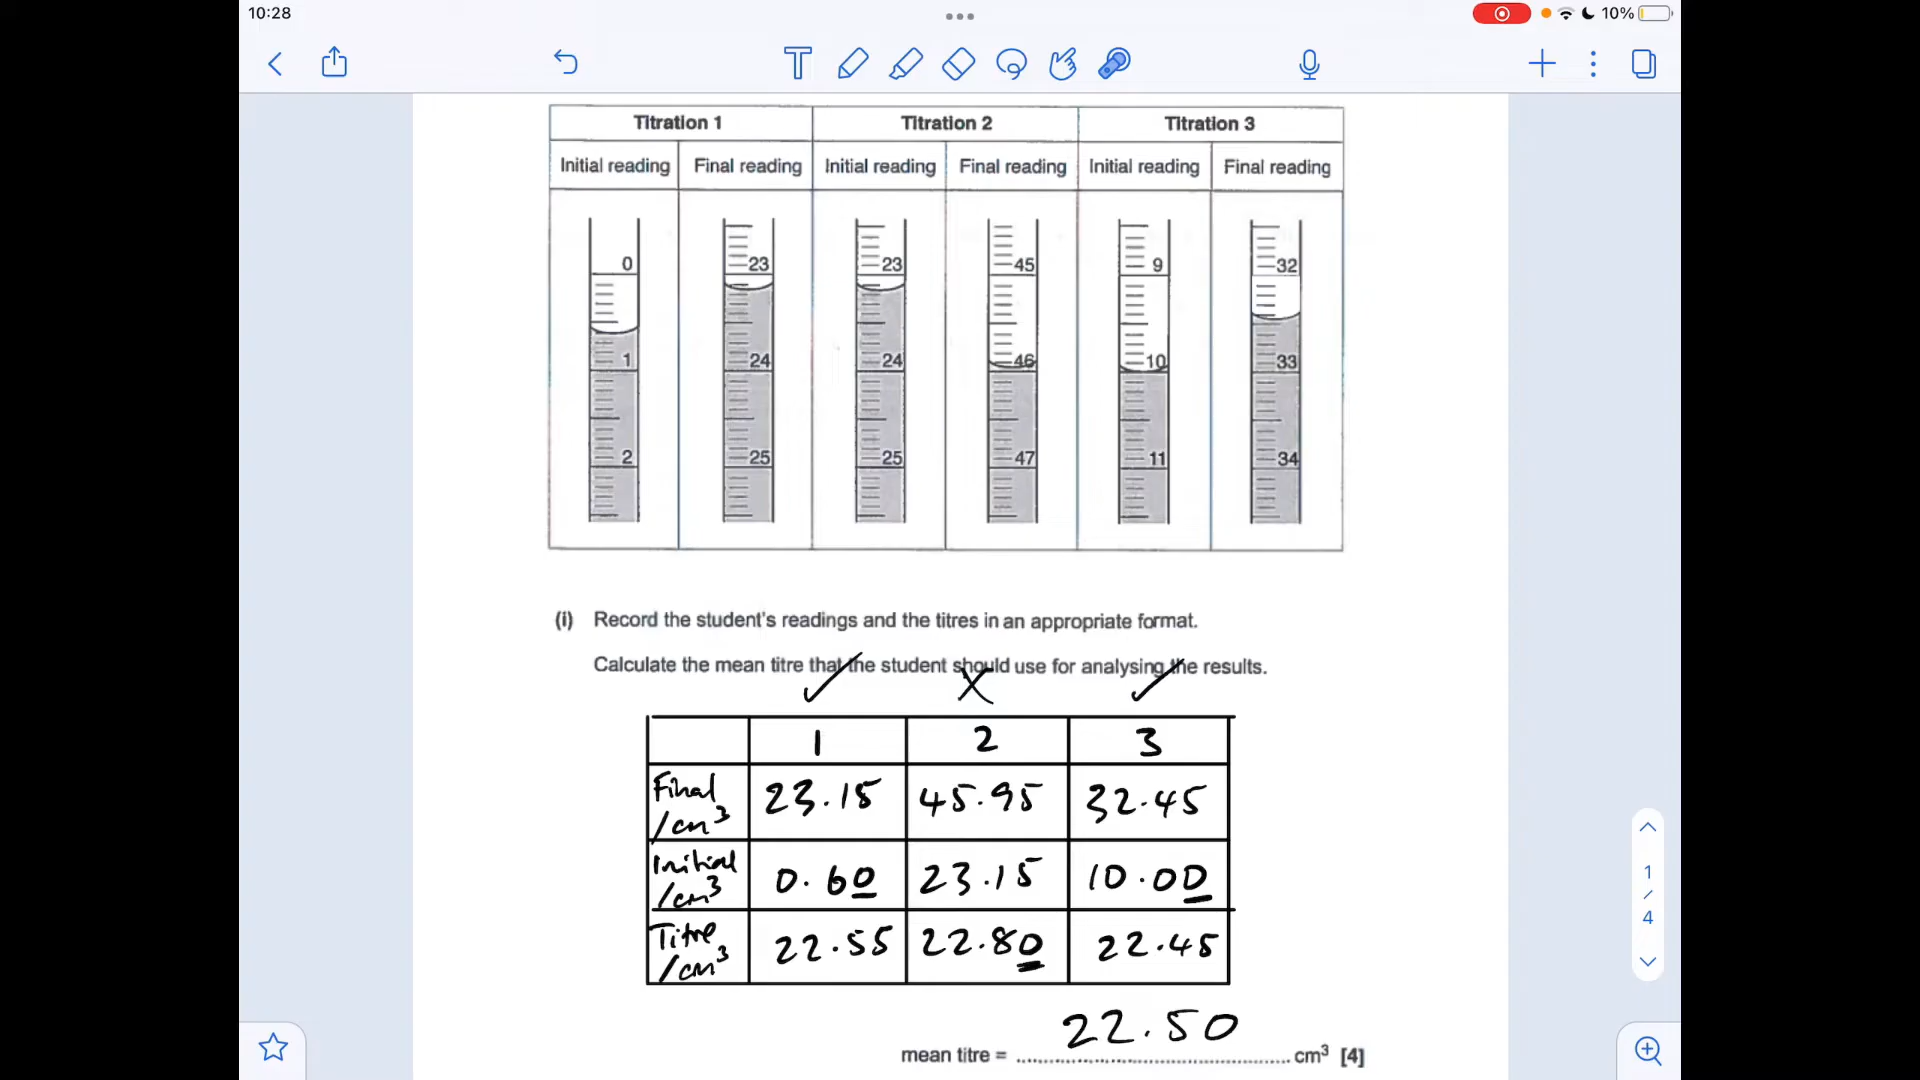 10:28
10%
Titration 1 Titration 2 Titration 3
Initial reading Final reading Initial reading Final reading Initial reading Final reading
0 23 23 45 9 32
1 24 24 46 10 33
2 25 25 47 11 34
(i) Record the student's readings and the titres in an appropriate format.
Calculate the mean titre that the student should use for analysing the results.
1 2 3
Final /cm³ 23.15 45.95 32.45
Initial /cm³ 0.60 23.15 10.00
Titre /cm³ 22.55 22.80 22.45
22.50
mean titre = ................................................ cm³ [4]
1
/
4